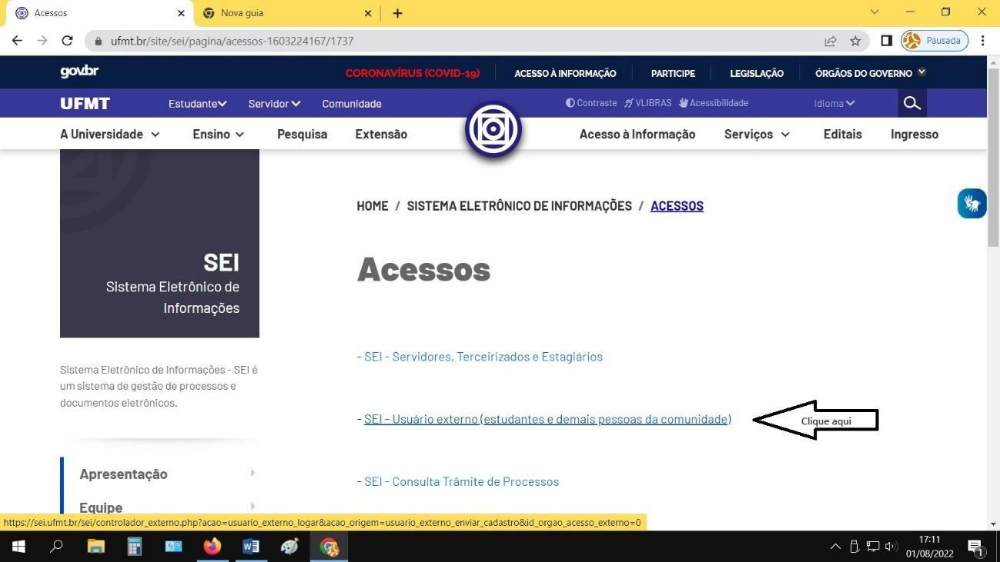 Acessos
Nova guia
ufmt.br/site/sei/pagina/acessos-1603224167/1737
Pausada
govbr
CORONAVÍRUS (COVID-19)
ACESSO À INFORMAÇÃO
PARTICIPE
LEGISLAÇÃO
ÓRGÃOS DO GOVERNO
UFMT
Estudante
Servidor
Comunidade
Contraste
VLIBRAS
Acessibilidade
Idioma
A Universidade
Ensino
Pesquisa
Extensão
Acesso à Informação
Serviços
Editais
Ingresso
SEI
Sistema Eletrônico de
Informações
Sistema Eletrônico de Informações - SEI é
um sistema de gestão de processos e
documentos eletrônicos.
Apresentação
Equipe
HOME / SISTEMA ELETRÔNICO DE INFORMAÇÕES / ACESSOS
Acessos
- SEI - Servidores, Terceirizados e Estagiários
- SEI - Usuário externo (estudantes e demais pessoas da comunidade)
Clique aqui
- SEI - Consulta Trâmite de Processos
https://sei.ufmt.br/sei/controlador_externo.php?acao=usuario_externo_logar&acao_origem=usuario_externo_enviar_cadastro&id_orgao_acesso_externo=0
17:11
01/08/2022
1